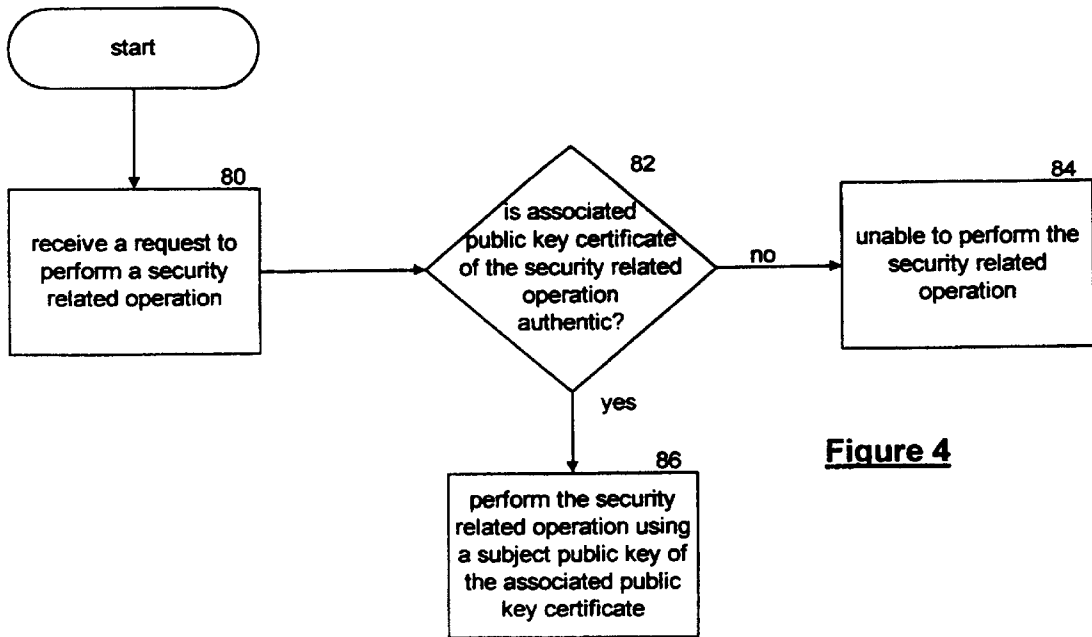 start
80
receive a request to
perform a security
related operation
82
is associated
public key certificate
of the security related
operation
authentic?
no
84
unable to perform the
security related
operation
yes
86
perform the security
related operation using
a subject public key of
the associated public
key certificate
Figure 4